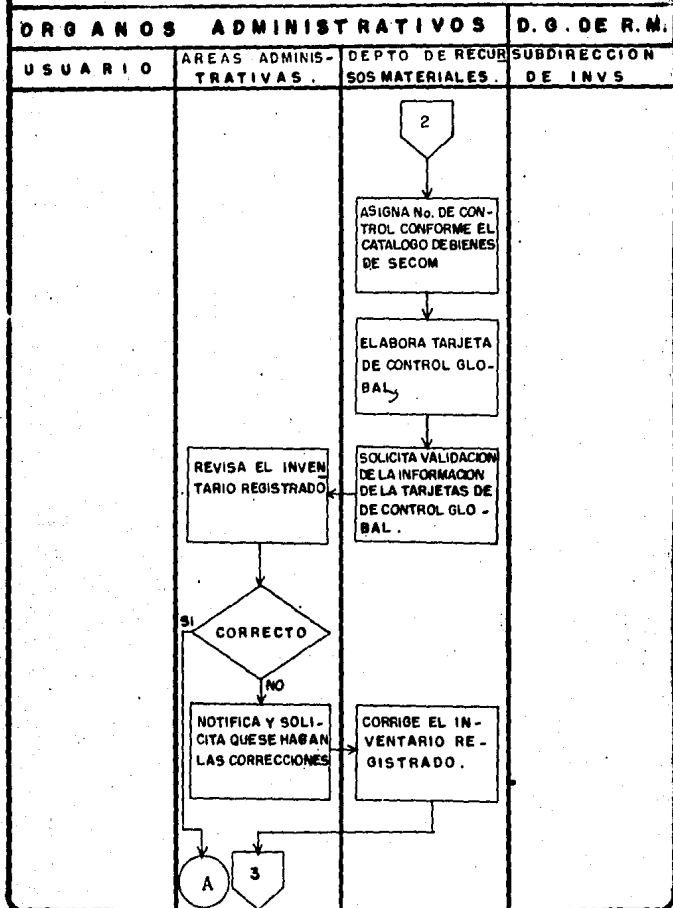 ORGANOS ADMINISTRATIVOS
D. G. DE R. M.
USUARIO
AREAS ADMINIS-
TRATIVAS.
DEPTO DE RECUR
SOS MATERIALES.
SUBDIRECCION
DE INVS
2
ASIGNA No. DE CON-
TROL CONFORME EL
CATALOGO DE BIENES
DE SECOM
ELABORA TARJETA
DE CONTROL GLO-
BAL,
SOLICITA VALIDACION
DE LA INFORMACION
DE LA TARJETAS DE
DE CONTROL GLO-
BAL.
REVISA EL INVEN
TARIO REGISTRADO
SI
CORRECTO
NO
NOTIFICA Y SOLI-
CITA QUE SE HAGAN
LAS CORRECCIONES
CORRIGE EL IN-
VENTARIO RE-
GISTRADO.
A
3